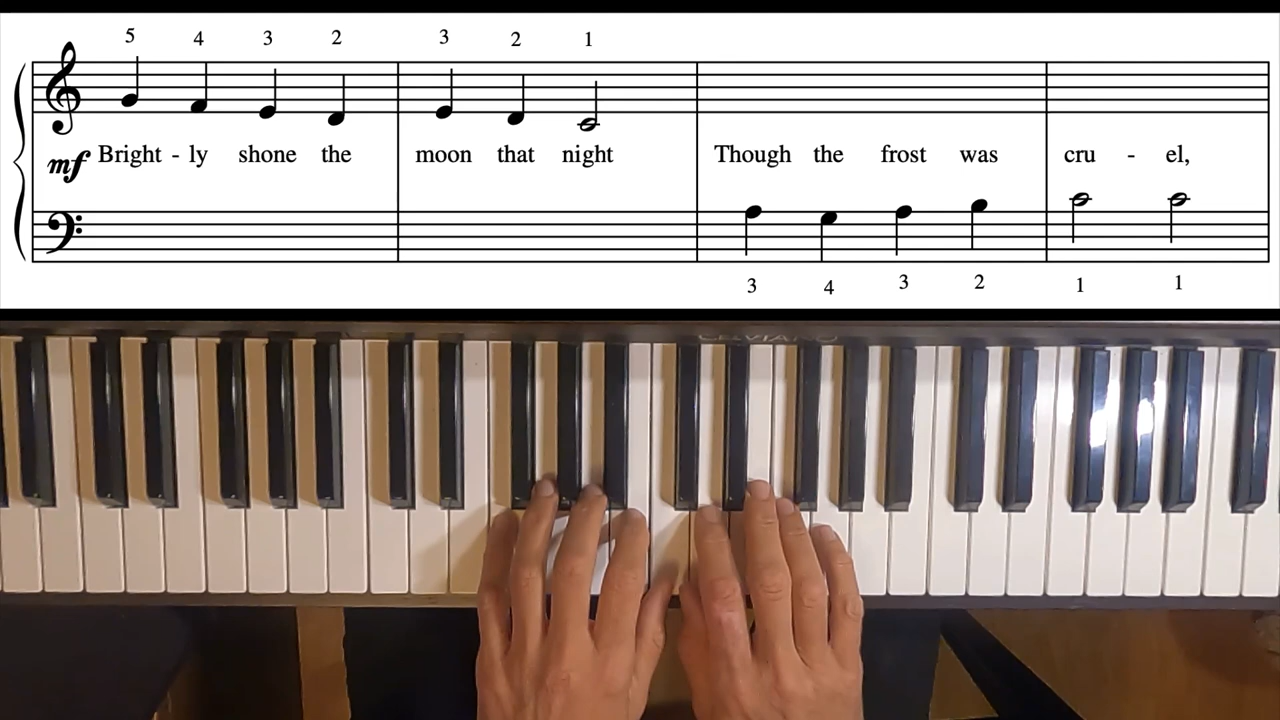 5 4 3 2 3 2 1
mf Bright - ly shone the moon that night Though the frost was cru - el,
3 4 3 2 1 1
CELVIANO